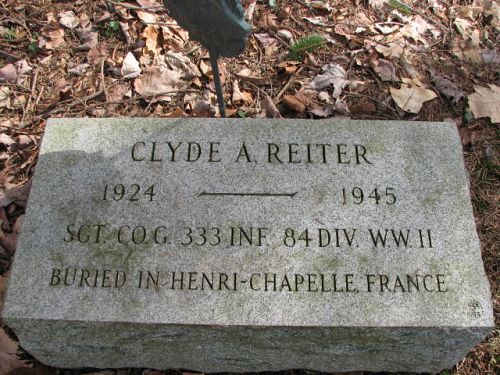 CLYDE A. REITER
1924 — 1945
SGT. CO.G. 333 INF. 84 DIV. W.W. II
BURIED IN HENRI-CHAPELLE, FRANCE